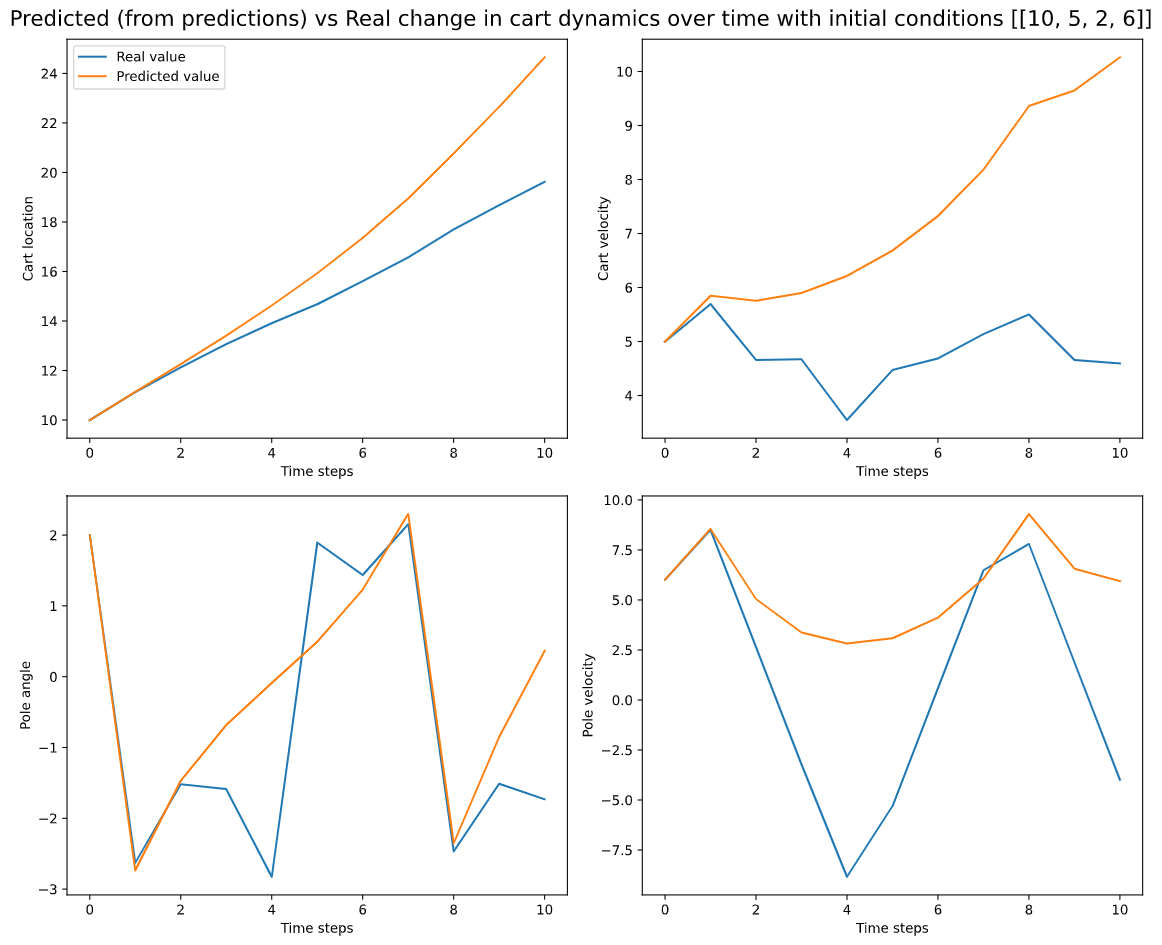 Predicted (from predictions) vs Real change in cart dynamics over time with initial conditions [[10, 5, 2, 6]]
Real value
Predicted value
24
22
20
18
16
14
12
10
Cart location
0 2 4 6 8 10
Time steps
10
9
8
7
6
5
4
Cart velocity
0 2 4 6 8 10
Time steps
2
1
0
−1
−2
−3
Pole angle
0 2 4 6 8 10
Time steps
10.0
7.5
5.0
2.5
0.0
−2.5
−5.0
−7.5
Pole velocity
0 2 4 6 8 10
Time steps